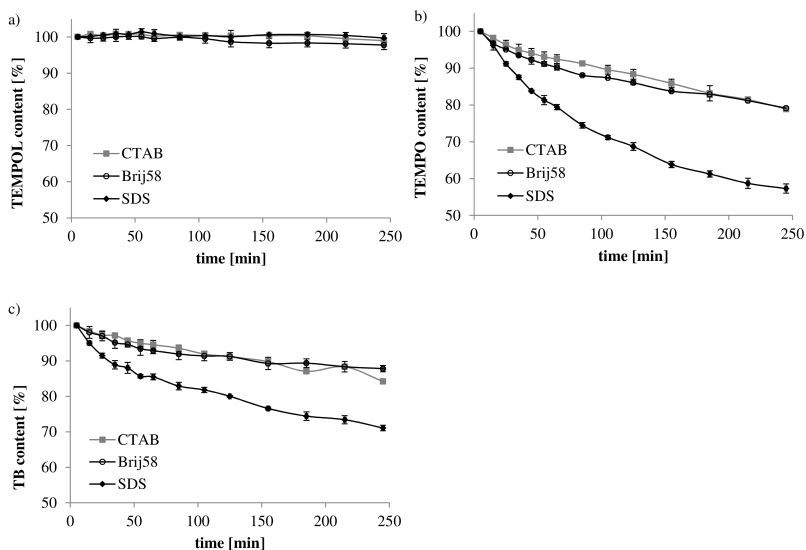 a)
TEMPOL content [%]
100
90
80
70
60
50
CTAB
Brij58
SDS
0 50 100 150 200 250
time [min]
b)
TEMPO content [%]
100
90
80
70
60
50
CTAB
Brij58
SDS
0 50 100 150 200 250
time [min]
c)
TB content [%]
100
90
80
70
60
50
CTAB
Brij58
SDS
0 50 100 150 200 250
time [min]